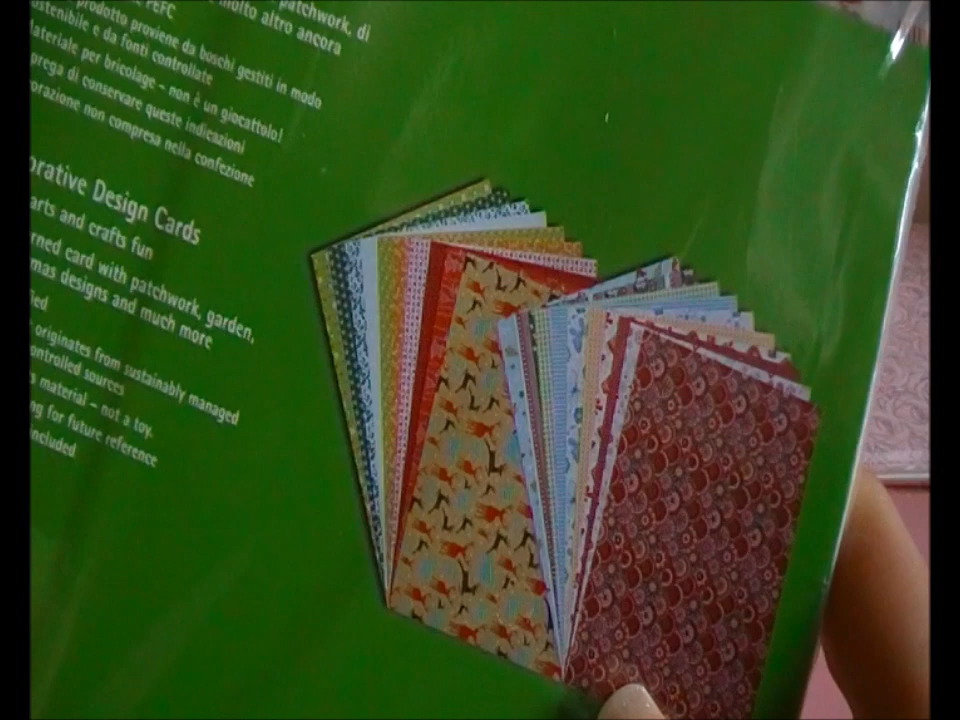 patchwork, di
molto altro ancora
PEFC
prodotto proviene da boschi gestiti in modo
ostenibile e da fonti controllate
ateriale per bricolage – non è un giocattolo!
prega di conservare queste indicazioni
orazione non compresa nella confezione
orative Design Cards
arts and crafts fun
rned card with patchwork, garden,
mas designs and much more
originates from sustainably managed
ontrolled sources
s material – not a toy.
ng for future reference
included